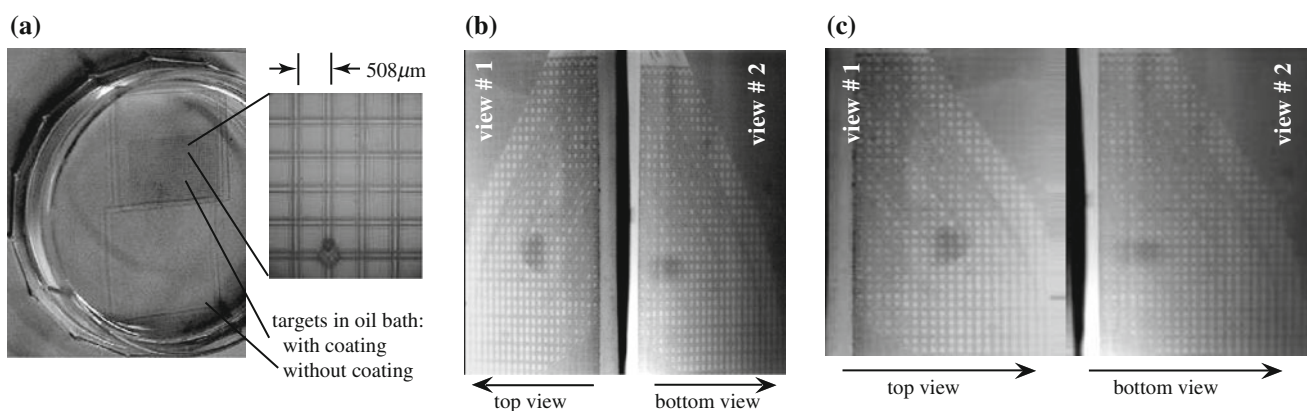 (a)
508μm
targets in oil bath:
with coating
without coating
(b)
view # 1
view # 2
top view
bottom view
(c)
view # 1
view # 2
top view
bottom view